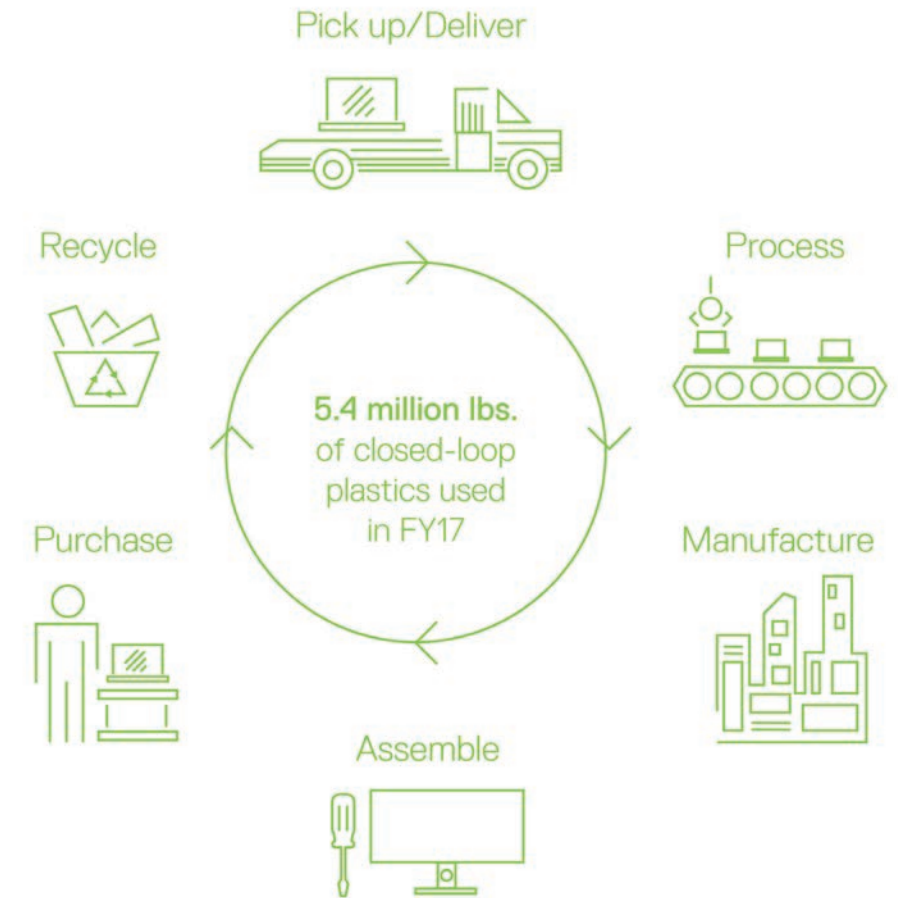 Pick up/Deliver
Recycle
Process
5.4 million lbs.
of closed-loop
plastics used
in FY17
Purchase
Manufacture
Assemble